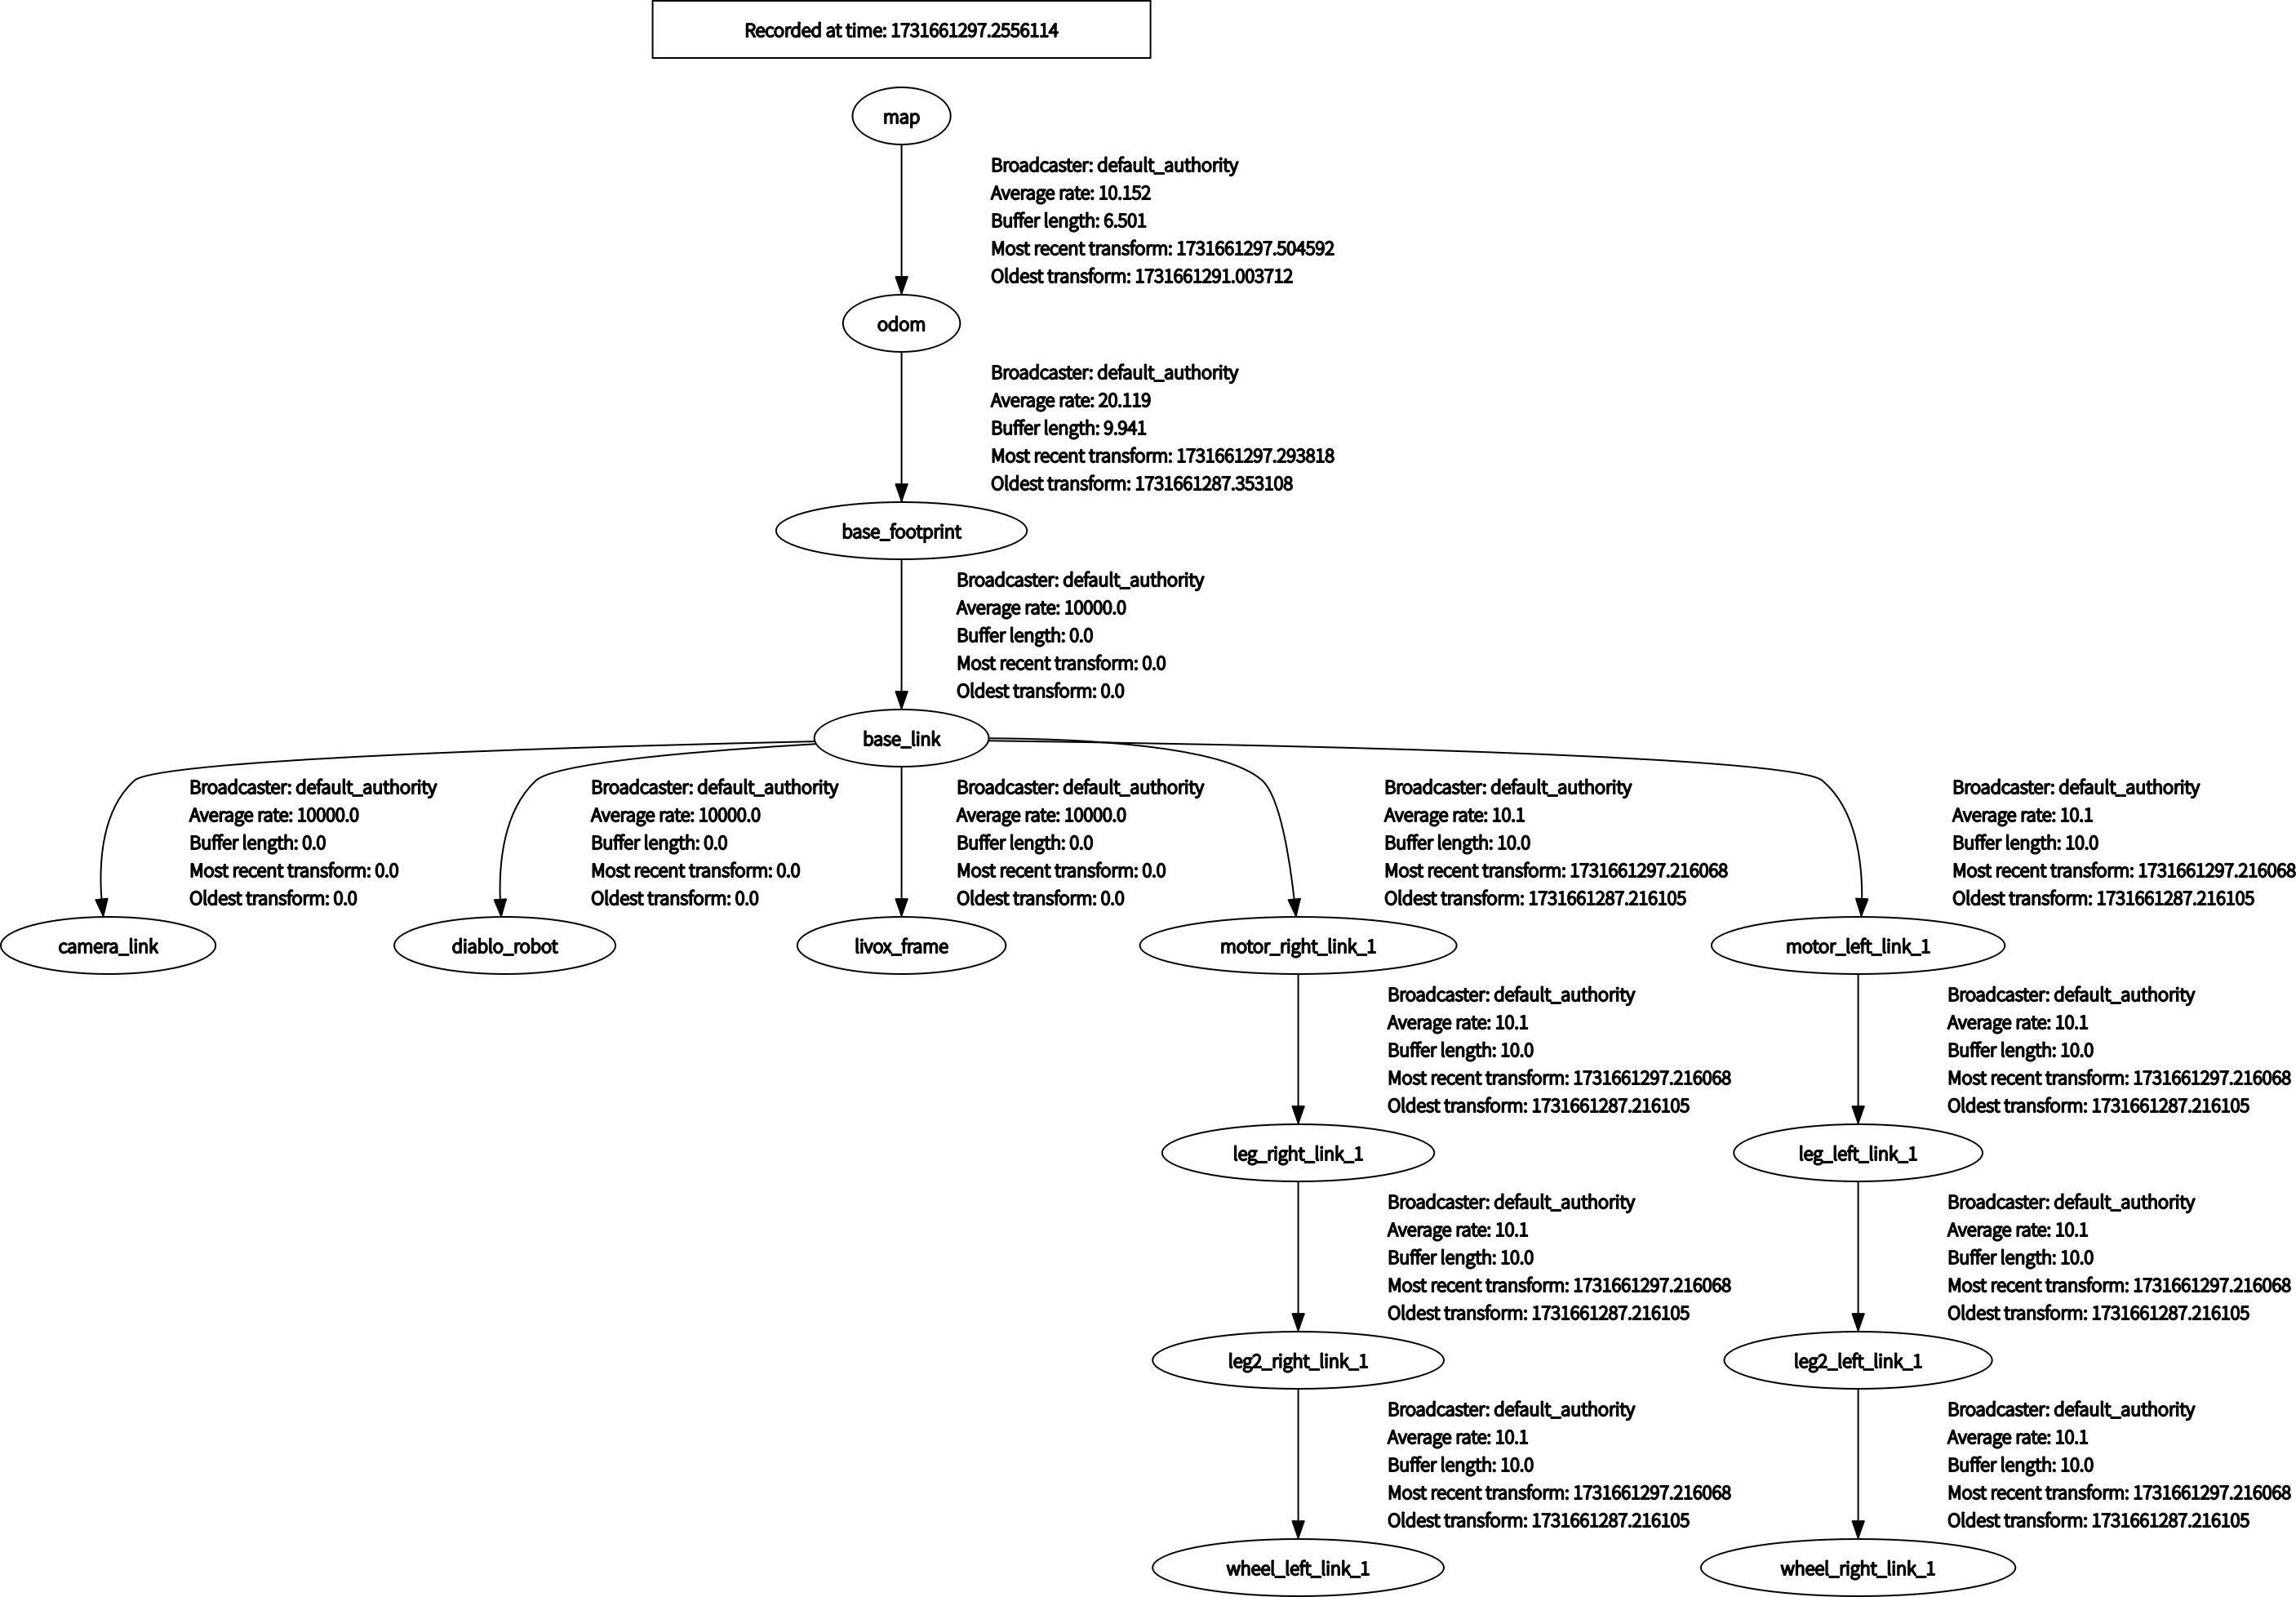 Recorded at time: 1731661297.2556114
map
Broadcaster: default_authority
Average rate: 10.152
Buffer length: 6.501
Most recent transform: 1731661297.504592
Oldest transform: 1731661291.003712
odom
Broadcaster: default_authority
Average rate: 20.119
Buffer length: 9.941
Most recent transform: 1731661297.293818
Oldest transform: 1731661287.353108
base_footprint
Broadcaster: default_authority
Average rate: 10000.0
Buffer length: 0.0
Most recent transform: 0.0
Oldest transform: 0.0
base_link
Broadcaster: default_authority
Average rate: 10000.0
Buffer length: 0.0
Most recent transform: 0.0
Oldest transform: 0.0
Broadcaster: default_authority
Average rate: 10000.0
Buffer length: 0.0
Most recent transform: 0.0
Oldest transform: 0.0
Broadcaster: default_authority
Average rate: 10000.0
Buffer length: 0.0
Most recent transform: 0.0
Oldest transform: 0.0
Broadcaster: default_authority
Average rate: 10.1
Buffer length: 10.0
Most recent transform: 1731661297.216068
Oldest transform: 1731661287.216105
Broadcaster: default_authority
Average rate: 10.1
Buffer length: 10.0
Most recent transform: 1731661297.216068
Oldest transform: 1731661287.216105
camera_link
diablo_robot
livox_frame
motor_right_link_1
motor_left_link_1
Broadcaster: default_authority
Average rate: 10.1
Buffer length: 10.0
Most recent transform: 1731661297.216068
Oldest transform: 1731661287.216105
Broadcaster: default_authority
Average rate: 10.1
Buffer length: 10.0
Most recent transform: 1731661297.216068
Oldest transform: 1731661287.216105
leg_right_link_1
leg_left_link_1
Broadcaster: default_authority
Average rate: 10.1
Buffer length: 10.0
Most recent transform: 1731661297.216068
Oldest transform: 1731661287.216105
Broadcaster: default_authority
Average rate: 10.1
Buffer length: 10.0
Most recent transform: 1731661297.216068
Oldest transform: 1731661287.216105
leg2_right_link_1
leg2_left_link_1
Broadcaster: default_authority
Average rate: 10.1
Buffer length: 10.0
Most recent transform: 1731661297.216068
Oldest transform: 1731661287.216105
Broadcaster: default_authority
Average rate: 10.1
Buffer length: 10.0
Most recent transform: 1731661297.216068
Oldest transform: 1731661287.216105
wheel_left_link_1
wheel_right_link_1